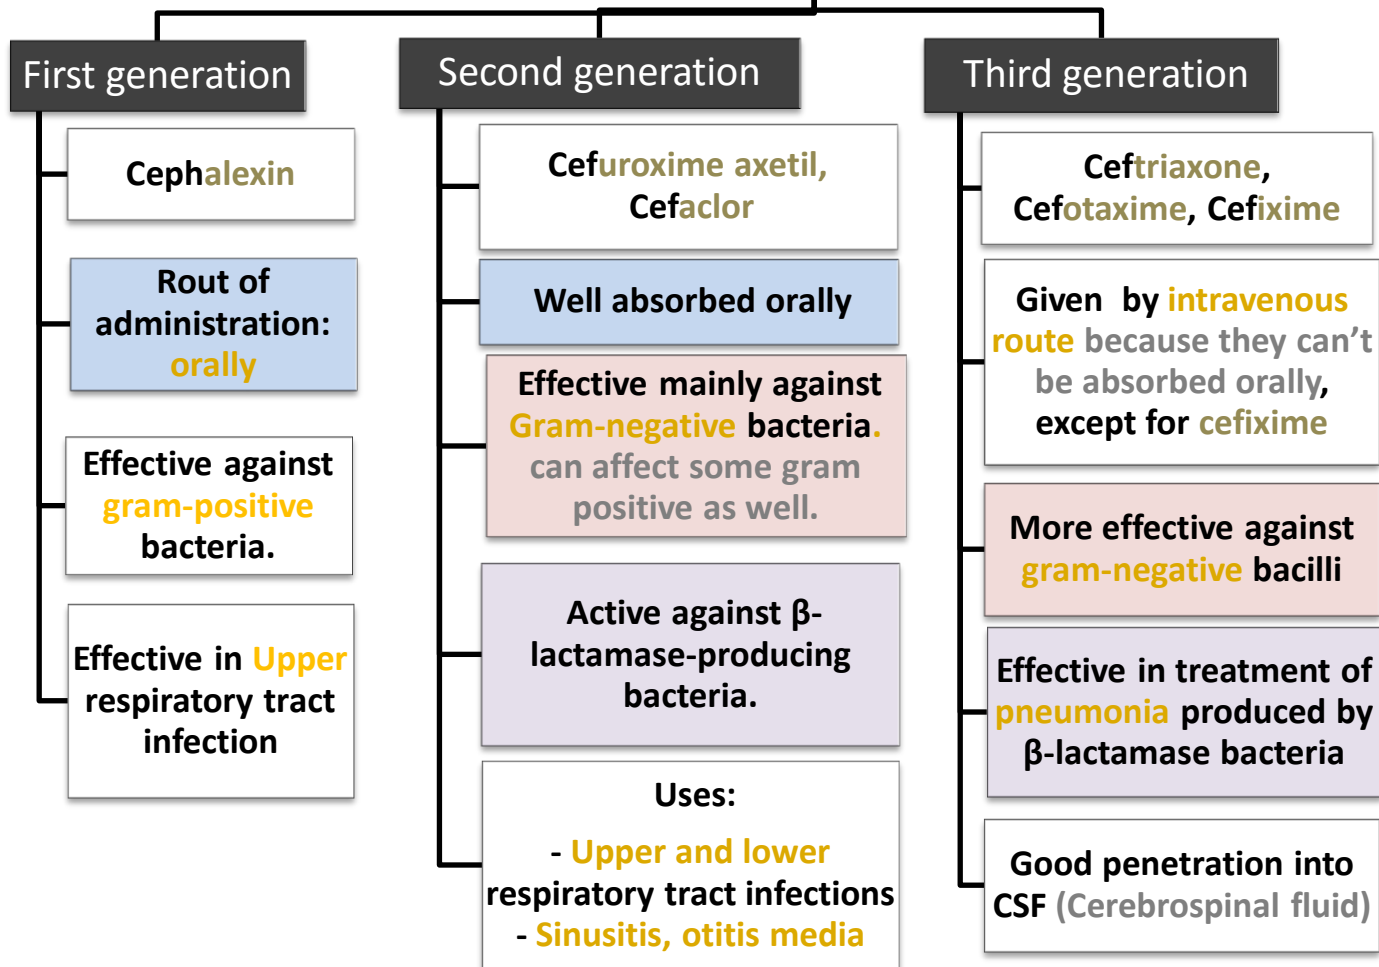 First generation
Cephalexin
Rout of
administration:
orally
Effective against
gram-positive
bacteria.
Effective in Upper
respiratory tract
infection
Second generation
Cefuroxime axetil,
Cefaclor
Well absorbed orally
Effective mainly against
Gram-negative bacteria.
can affect some gram
positive as well.
Active against β-
lactamase-producing
bacteria.
Uses:
- Upper and lower
respiratory tract infections
- Sinusitis, otitis media
Third generation
Ceftriaxone,
Cefotaxime, Cefixime
Given by intravenous
route because they can’t
be absorbed orally,
except for cefixime
More effective against
gram-negative bacilli
Effective in treatment of
pneumonia produced by
β-lactamase bacteria
Good penetration into
CSF (Cerebrospinal fluid)